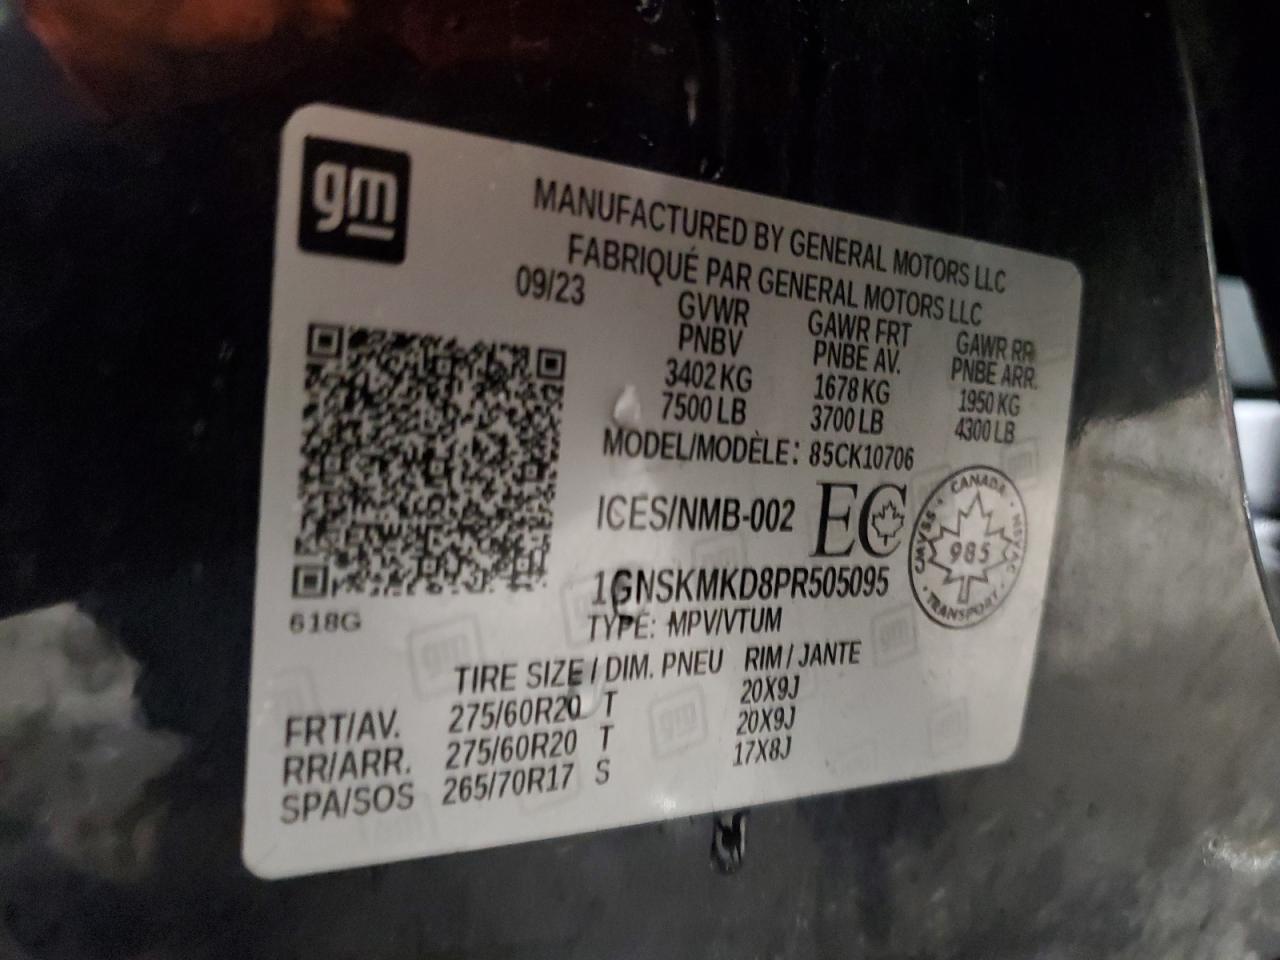 gm
MANUFACTURED BY GENERAL MOTORS LLC
FABRIQUÉ PAR GENERAL MOTORS LLC
09/23
GVWR GAWR FRT GAWR RR
PNBV PNBE AV. PNBE ARR.
3402 KG 1678 KG 1950 KG
7500 LB 3700 LB 4300 LB
MODEL/MODÈLE: 85CK10706
ICES/NMB-002 EC
CANADA
CMVSS NSVAC
985
TRANSPORT
1GNSKMKD8PR505095
618G
TYPE: MPV/VTUM
TIRE SIZE / DIM. PNEU RIM / JANTE
FRT/AV. 275/60R20 T 20X9J
RR/ARR. 275/60R20 T 20X9J
SPA/SOS 265/70R17 S 17X8J